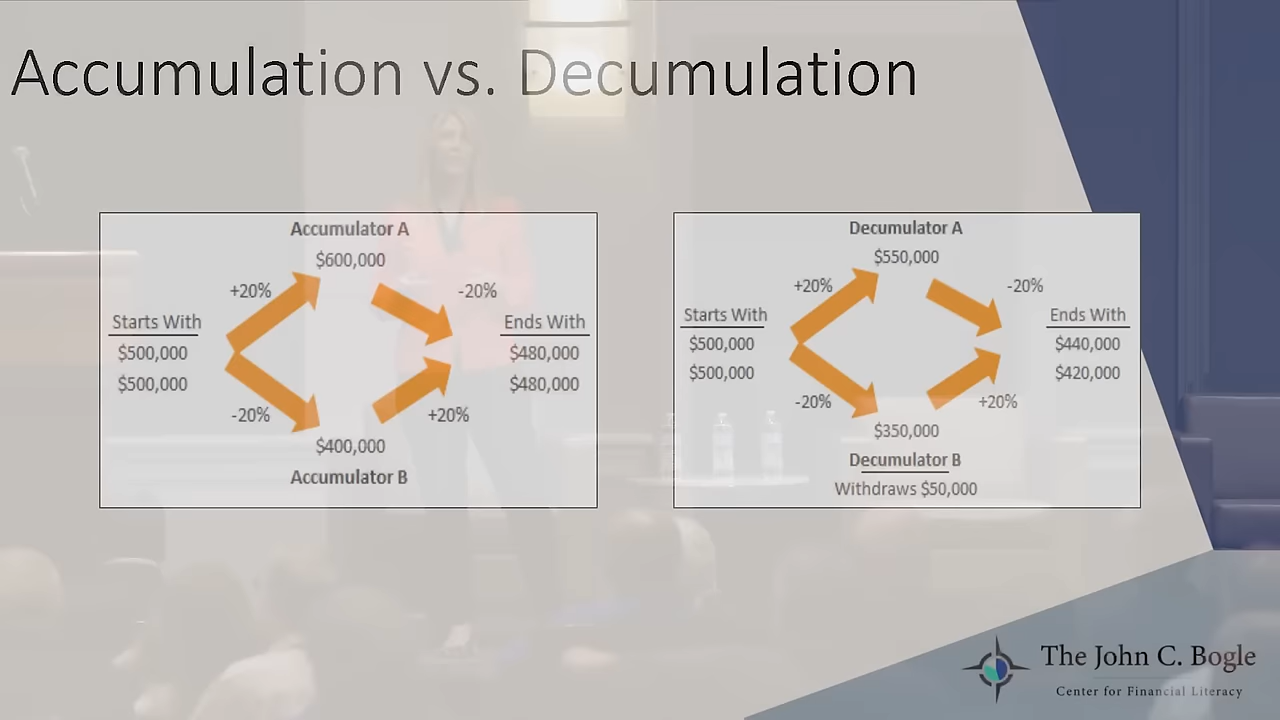 Accumulation vs. Decumulation
Accumulator A
$600,000
+20%
-20%
Starts With
Ends With
$500,000
$480,000
$500,000
$480,000
-20%
+20%
$400,000
Accumulator B
Decumulator A
$550,000
+20%
-20%
Starts With
Ends With
$500,000
$440,000
$500,000
$420,000
-20%
+20%
$350,000
Decumulator B
Withdraws $50,000
The John C. Bogle
Center for Financial Literacy